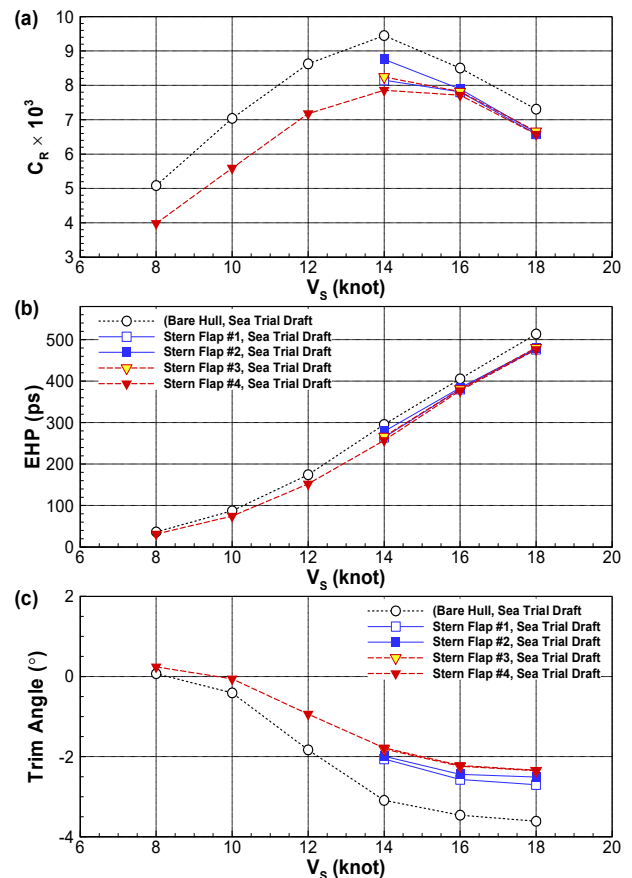 (a)
10
9
8
7
6
5
4
3
C_R × 10³
6 8 10 12 14 16 18 20
V_S (knot)
(b)
500
400
300
200
100
0
EHP (ps)
(Bare Hull, Sea Trial Draft
Stern Flap #1, Sea Trial Draft
Stern Flap #2, Sea Trial Draft
Stern Flap #3, Sea Trial Draft
Stern Flap #4, Sea Trial Draft
6 8 10 12 14 16 18 20
V_S (knot)
(c)
2
0
-2
-4
Trim Angle (°)
(Bare Hull, Sea Trial Draft
Stern Flap #1, Sea Trial Draft
Stern Flap #2, Sea Trial Draft
Stern Flap #3, Sea Trial Draft
Stern Flap #4, Sea Trial Draft
6 8 10 12 14 16 18 20
V_S (knot)